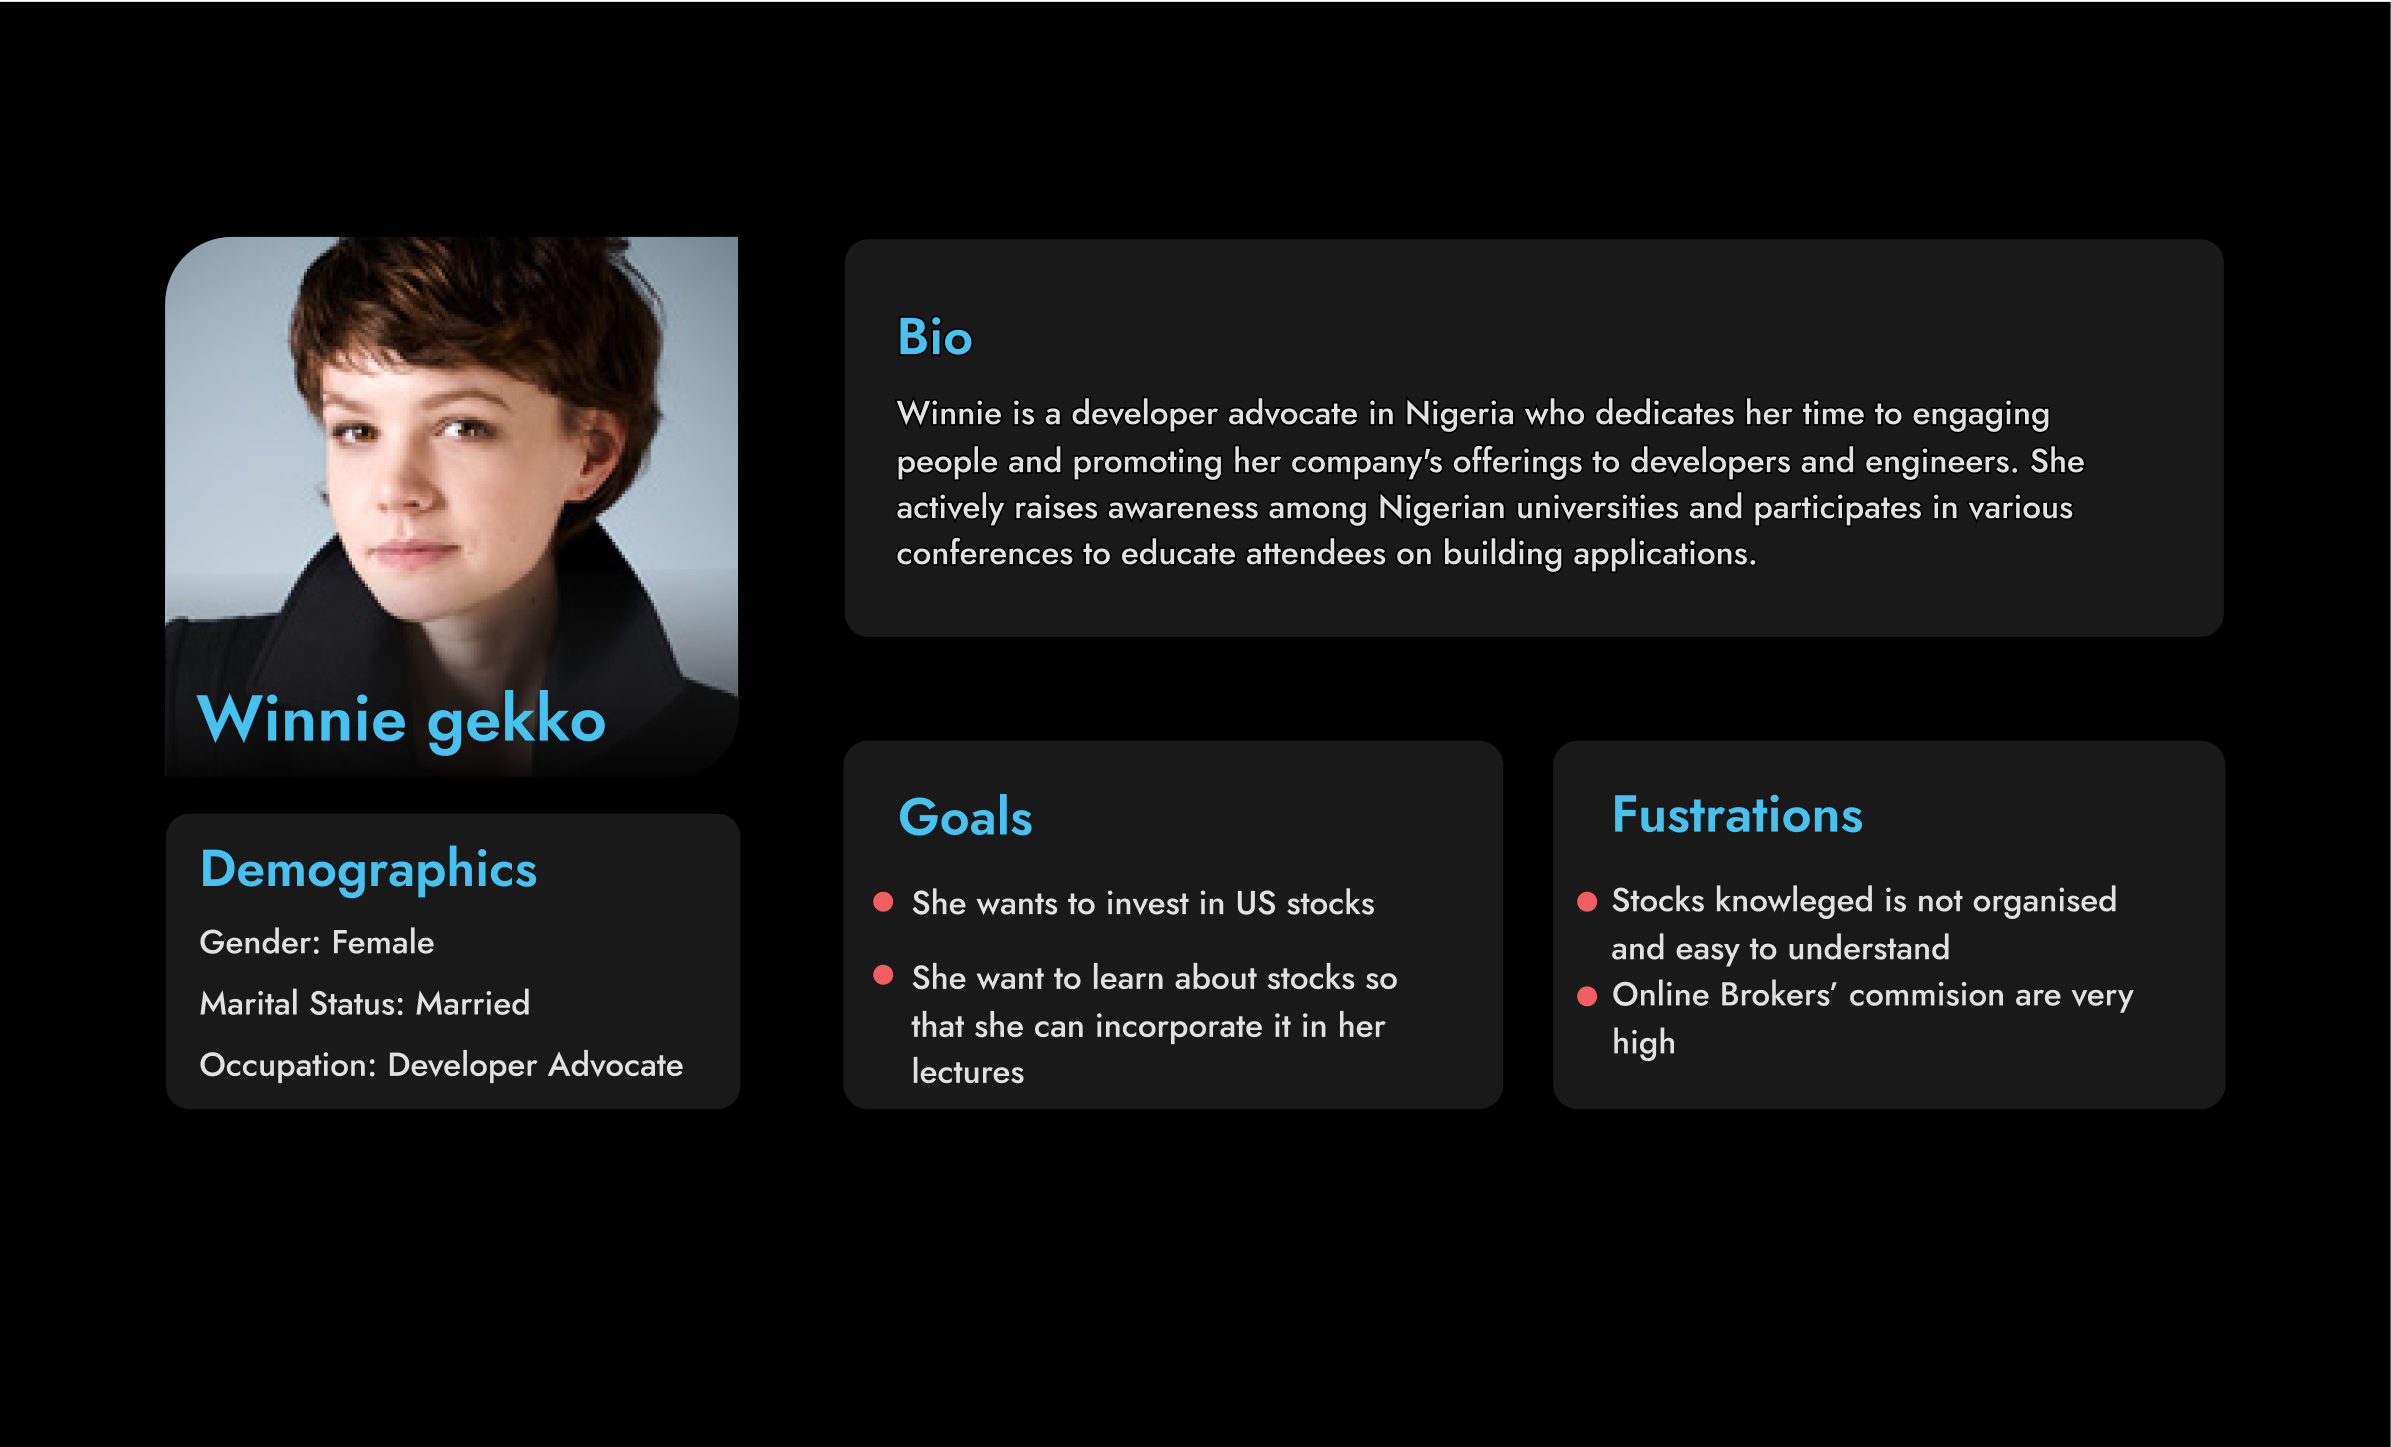 Winnie gekko
Demographics
Gender: Female
Marital Status: Married
Occupation: Developer Advocate
Bio
Winnie is a developer advocate in Nigeria who dedicates her time to engaging
people and promoting her company's offerings to developers and engineers. She
actively raises awareness among Nigerian universities and participates in various
conferences to educate attendees on building applications.
Goals
She wants to invest in US stocks
She want to learn about stocks so
that she can incorporate it in her
lectures
Fustrations
Stocks knowleged is not organised
and easy to understand
Online Brokers’ commision are very
high